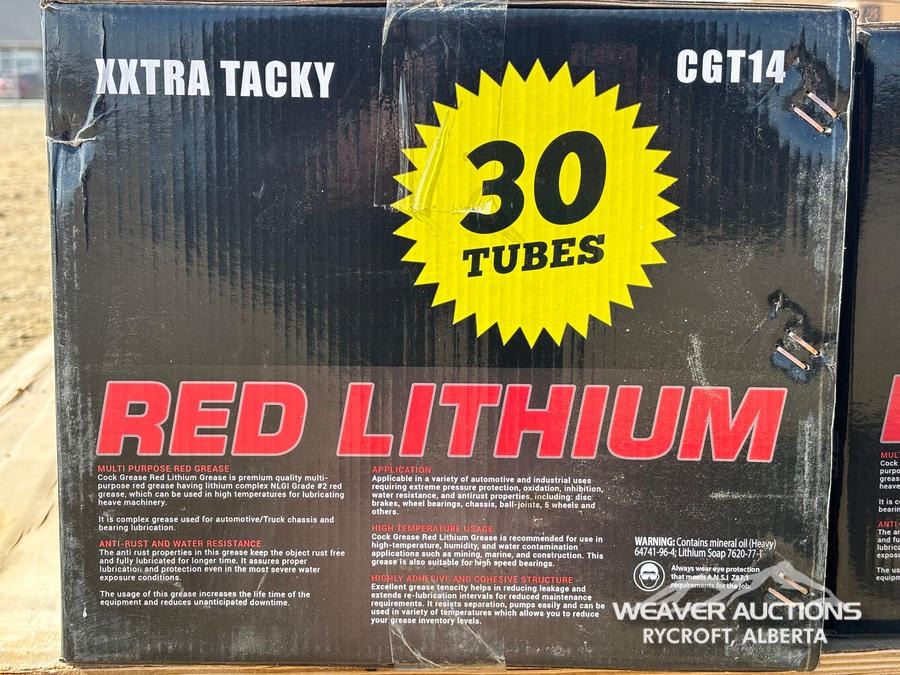 XXTRA TACKY
CGT14
30
TUBES
RED LITHIUM
MULTI PURPOSE RED GREASE
Cock Grease Red Lithium Grease is premium quality multi-
purpose red grease having lithium complex NLGI Grade #2 red
grease, which can be used in high temperatures for lubricating
heave machinery.
It is complex grease used for automotive/Truck chassis and
bearing lubrication.
ANTI-RUST AND WATER RESISTANCE
The anti rust properties in this grease keep the object rust free
and fully lubricated for longer time. It assures proper
lubrication and protection even in the most severe water
exposure conditions.
The usage of this grease increases the life time of the
equipment and reduces unanticipated downtime.
APPLICATION
Applicable in a variety of automotive and industrial uses
requiring extreme pressure protection, oxidation, inhibition,
water resistance, and antirust properties, including: disc
brakes, wheel bearings, chassis, ball-joints, 5 wheels and
others.
HIGH TEMPERATURE USAGE
Cock Grease Red Lithium Grease is recommended for use in
high-temperature, humidity, and water contamination
applications such as mining, marine, and construction. This
grease is also suitable for high speed bearings.
HIGHLY ADHESIVE AND COHESIVE STRUCTURE
Excellent grease tenacity helps in reducing leakage and
extends re-lubrication intervals for reduced maintenance
requirements. It resists separation, pumps easily and can be
used in variety of temperatures which allows you to reduce
your grease inventory levels.
WARNING: Contains mineral oil (Heavy)
64741-96-4; Lithium Soap 7620-77-1
Always wear eye protection
that meets A.N.S.I Z87.1
requirements for the job.
WEAVER AUCTIONS
RYCROFT, ALBERTA